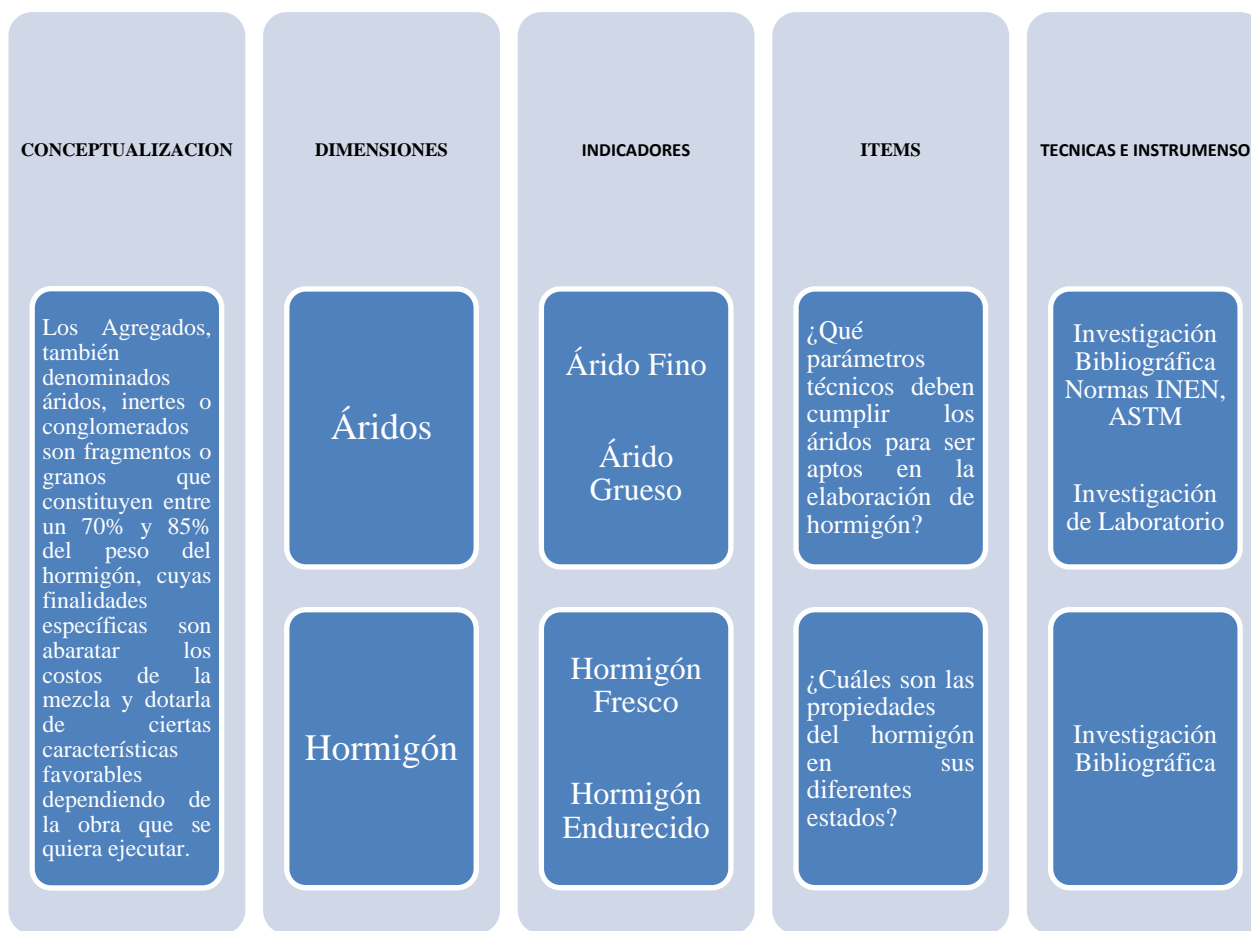 CONCEPTUALIZACION
DIMENSIONES
INDICADORES
ITEMS
TECNICAS E INSTRUMENSO
Los Agregados,
también
denominados
áridos, inertes o
conglomerados
son fragmentos o
granos que
constituyen entre
un 70% y 85%
del peso del
hormigón, cuyas
finalidades
específicas son
abaratar los
costos de la
mezcla y dotarla
de ciertas
características
favorables
dependiendo de
la obra que se
quiera ejecutar.
Áridos
Hormigón
Árido Fino
Árido
Grueso
Hormigón
Fresco
Hormigón
Endurecido
¿Qué
parámetros
técnicos deben
cumplir los
áridos para ser
aptos en la
elaboración de
hormigón?
¿Cuáles son las
propiedades
del hormigón
en sus
diferentes
estados?
Investigación
Bibliográfica
Normas INEN,
ASTM
Investigación
de Laboratorio
Investigación
Bibliográfica